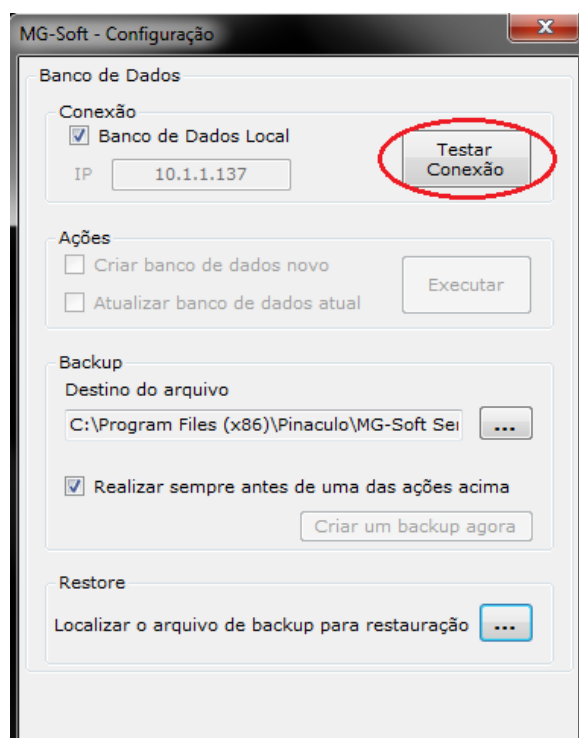 MG-Soft - Configuração
Banco de Dados
Conexão
Banco de Dados Local
IP 10.1.1.137
Testar
Conexão
Ações
Criar banco de dados novo
Atualizar banco de dados atual
Executar
Backup
Destino do arquivo
C:\Program Files (x86)\Pinaculo\MG-Soft Ser
...
Realizar sempre antes de uma das ações acima
Criar um backup agora
Restore
Localizar o arquivo de backup para restauração ...